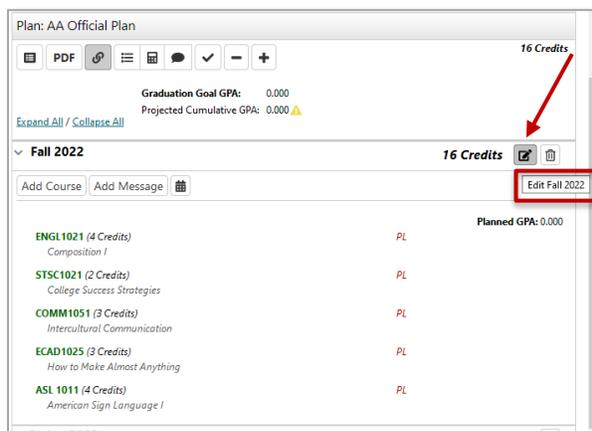 Plan: AA Official Plan
PDF
16 Credits
Graduation Goal GPA: 0.000
Projected Cumulative GPA: 0.000
Expand All / Collapse All
Fall 2022 16 Credits
Add Course Add Message Edit Fall 2022
Planned GPA: 0.000
ENGL1021 (4 Credits) PL
Composition I
STSC1021 (2 Credits) PL
College Success Strategies
COMM1051 (3 Credits) PL
Intercultural Communication
ECAD1025 (3 Credits) PL
How to Make Almost Anything
ASL 1011 (4 Credits) PL
American Sign Language I